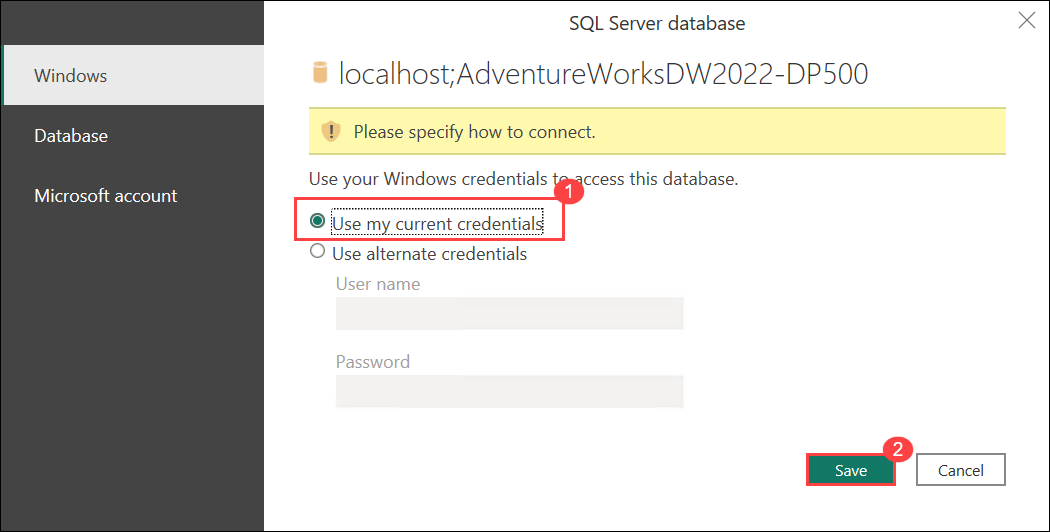 SQL Server database
Windows
Database
Microsoft account
localhost;AdventureWorksDW2022-DP500
Please specify how to connect.
Use your Windows credentials to access this database.
1
Use my current credentials
Use alternate credentials
User name
Password
2
Save
Cancel